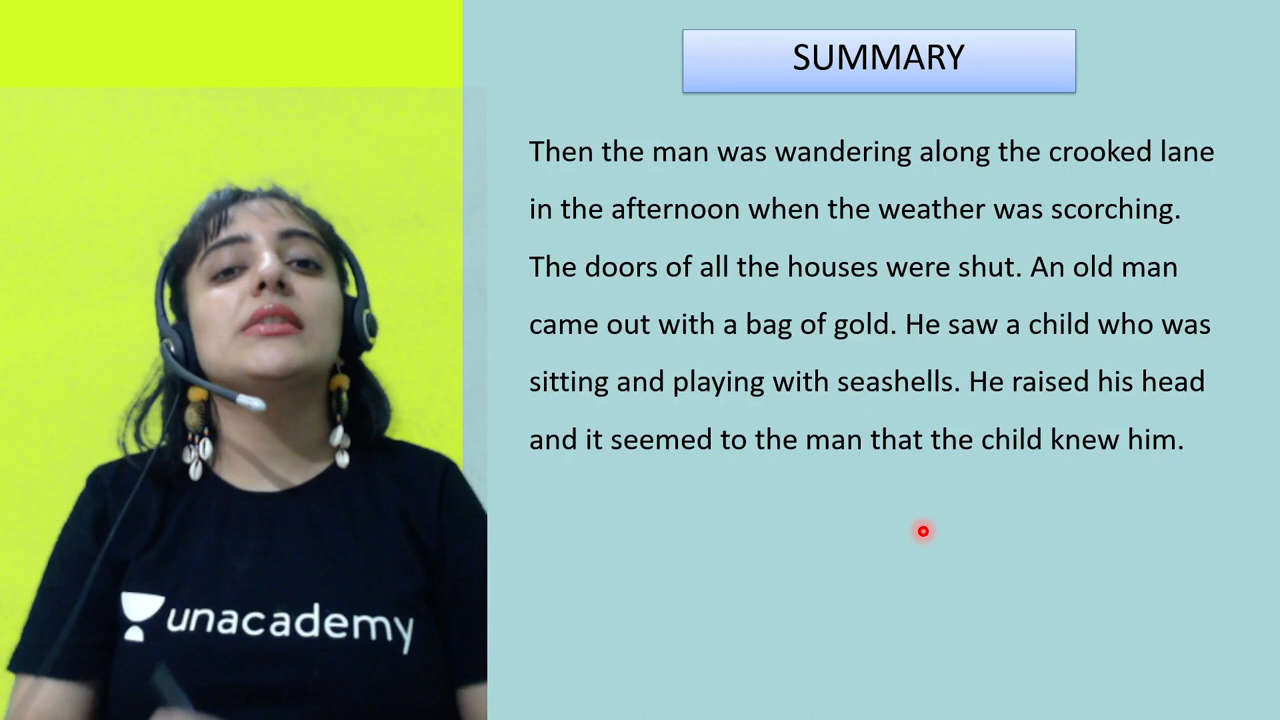 SUMMARY
Then the man was wandering along the crooked lane
in the afternoon when the weather was scorching.
The doors of all the houses were shut. An old man
came out with a bag of gold. He saw a child who was
sitting and playing with seashells. He raised his head
and it seemed to the man that the child knew him.
unacademy